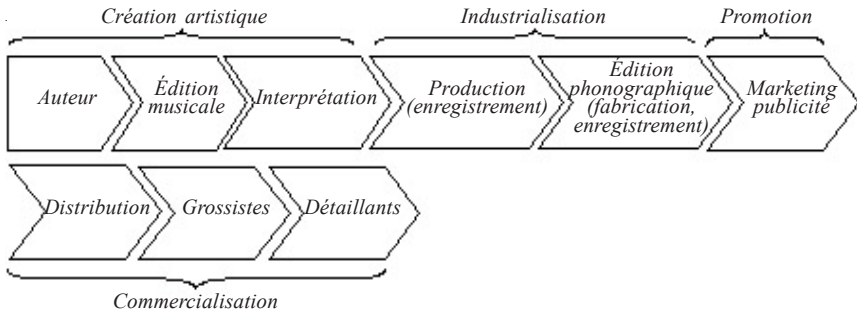 Création artistique
Industrialisation
Promotion
Auteur
Édition
musicale
Interprétation
Production
(enregistrement)
Édition
phonographique
(fabrication,
enregistrement)
Marketing
publicité
Distribution
Grossistes
Détaillants
Commercialisation